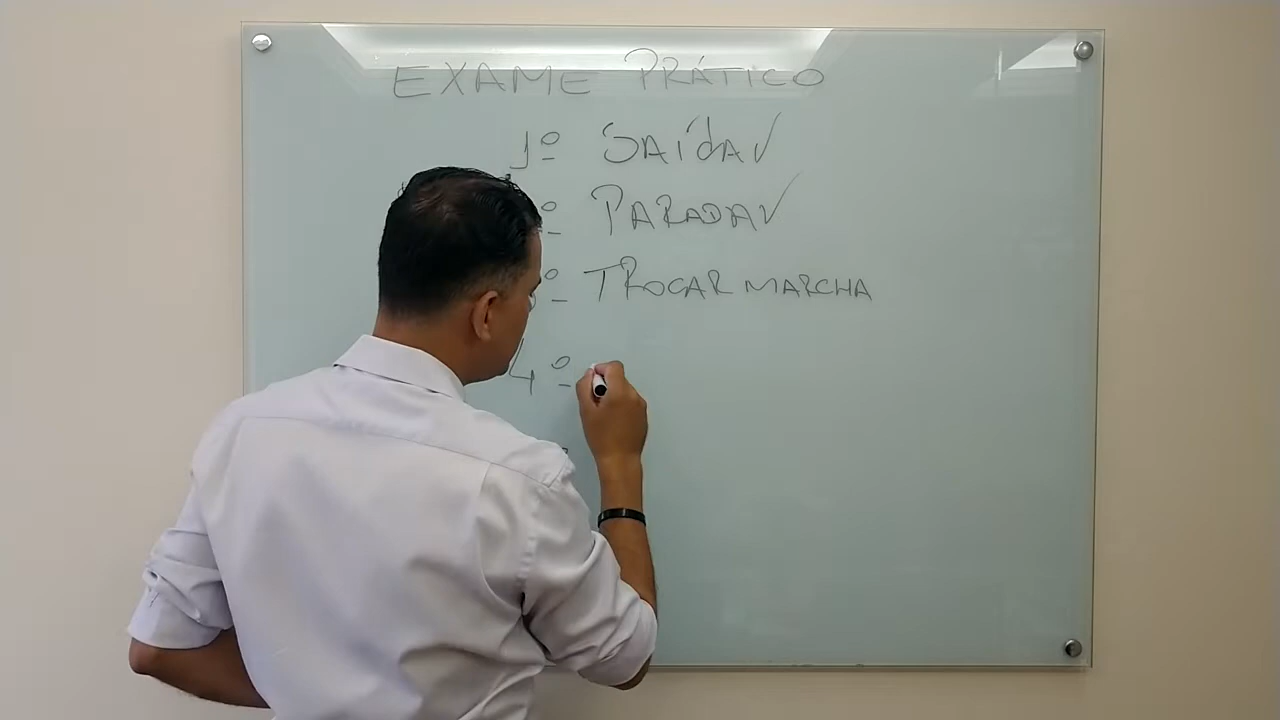 EXAME PRÁTICO
1º SAÍDA ✓
º PARADA ✓
º TROCAR MARCHA
4º